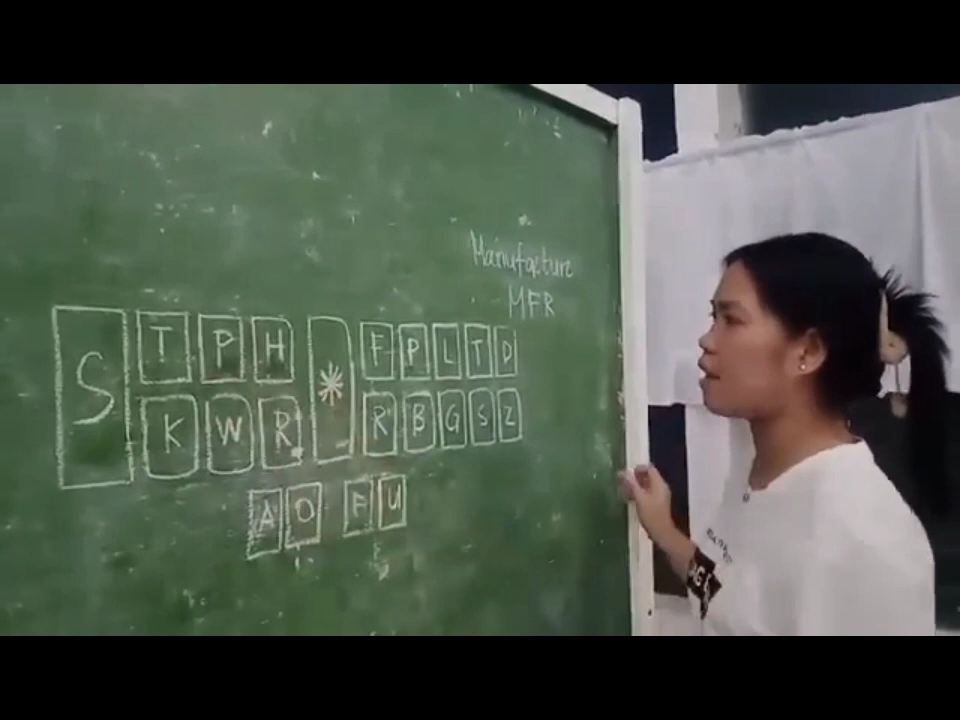 Manufacture
MFR
S T P H * F P L T D
K W R R B G S Z
A O F U